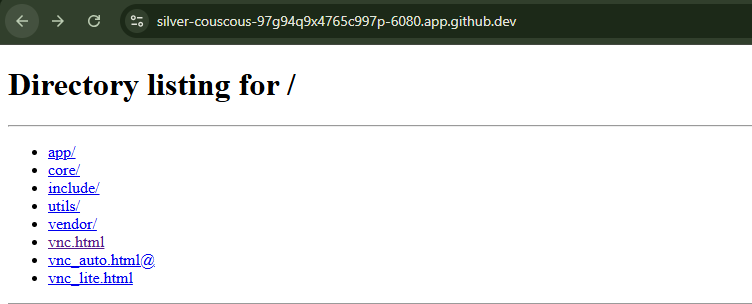 silver-couscous-97g94q9x4765c997p-6080.app.github.dev
Directory listing for /
app/
core/
include/
utils/
vendor/
vnc.html
vnc_auto.html@
vnc_lite.html